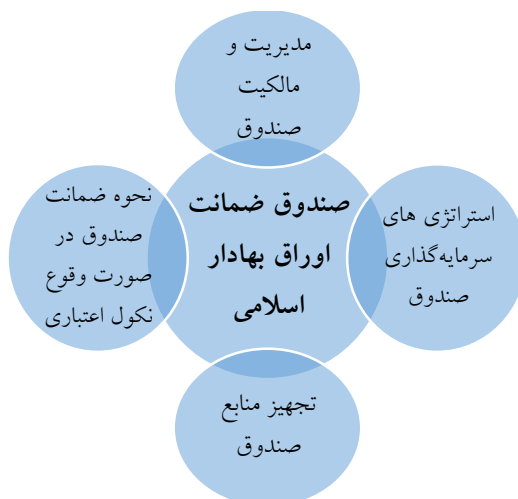 مدیریت و
مالکیت
صندوق
صندوق ضمانت
اوراق بهادار
اسلامی
استراتژی های
سرمایه‌گذاری
صندوق
تجهیز منابع
صندوق
نحوه ضمانت
صندوق در
صورت وقوع
نکول اعتباری